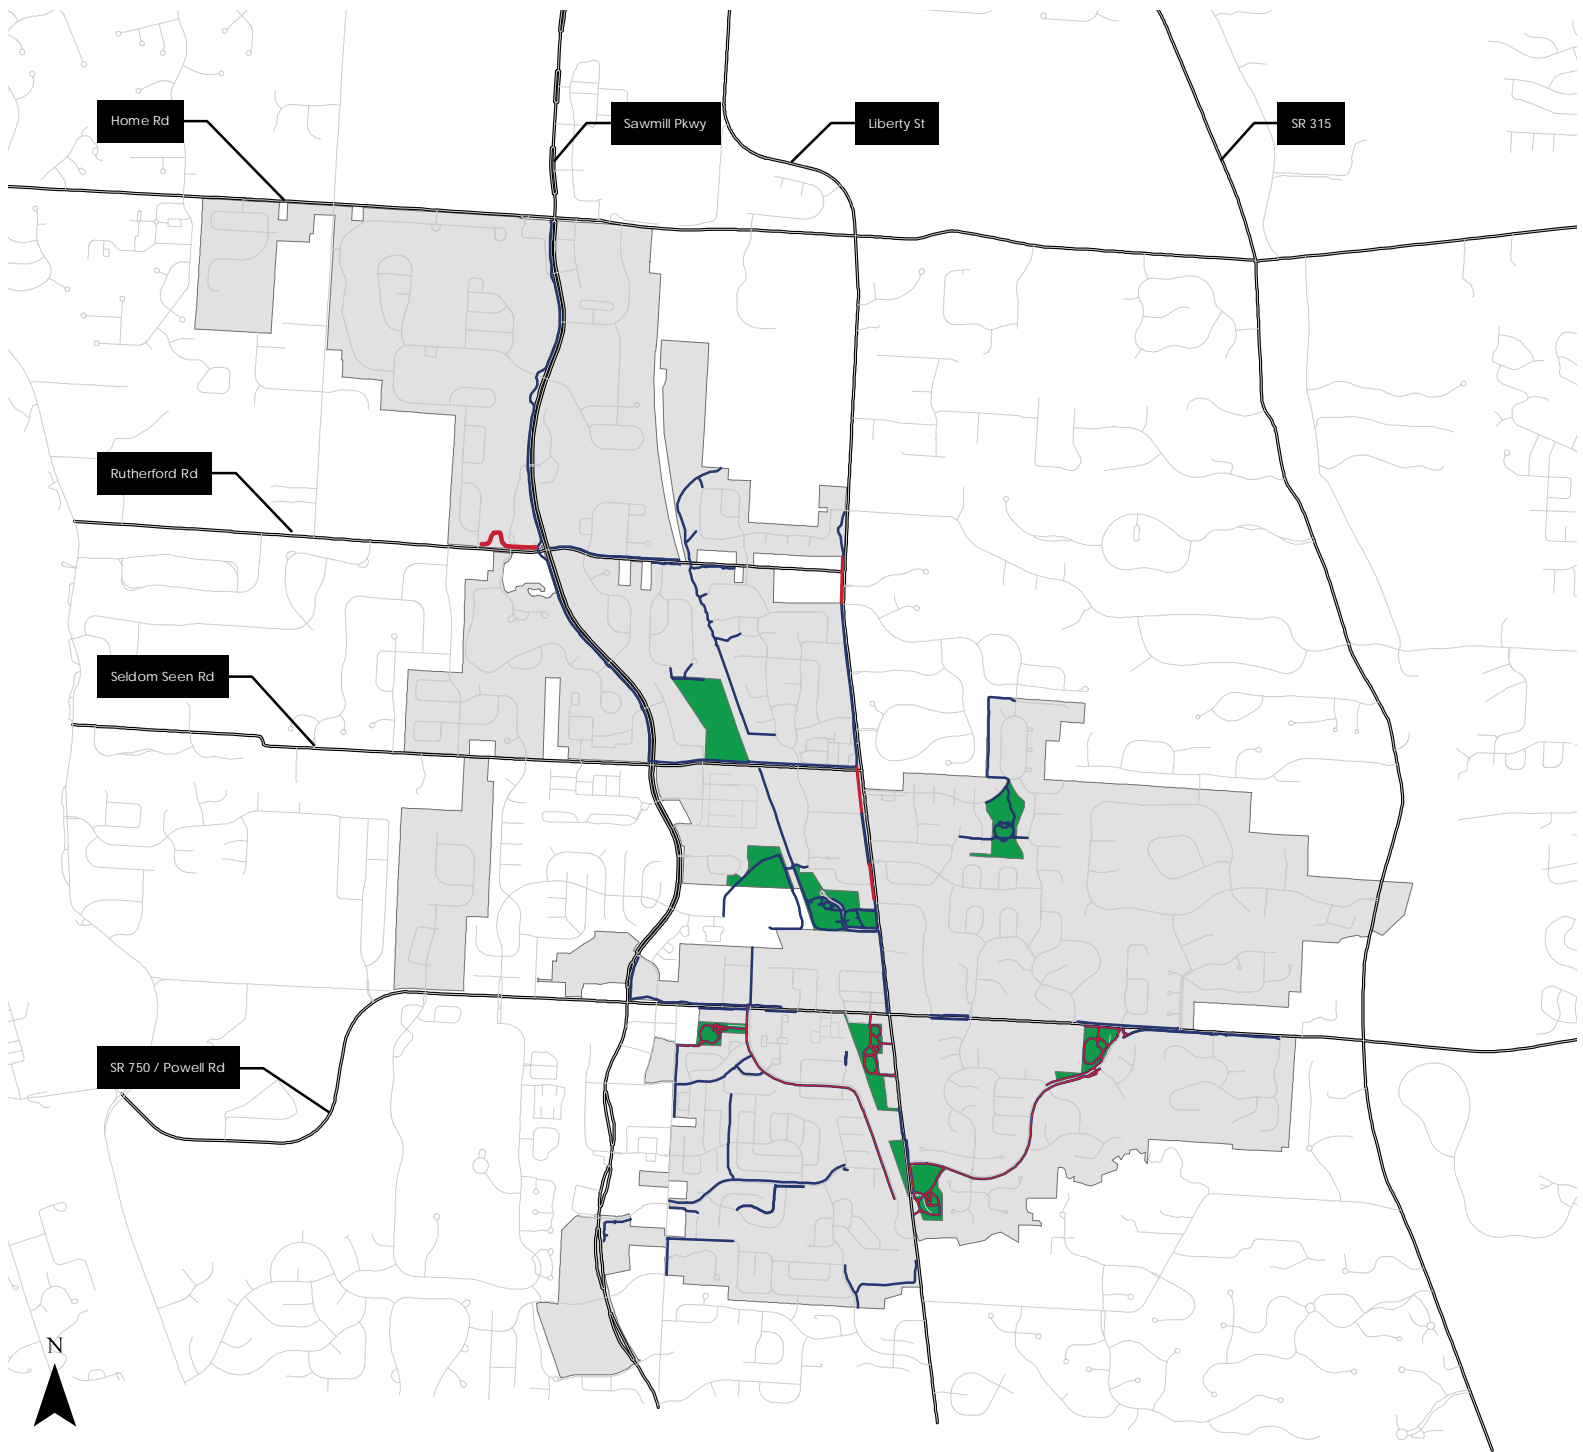 Home Rd
Sawmill Pkwy
Liberty St
SR 315
Rutherford Rd
Seldom Seen Rd
SR 750 / Powell Rd
N